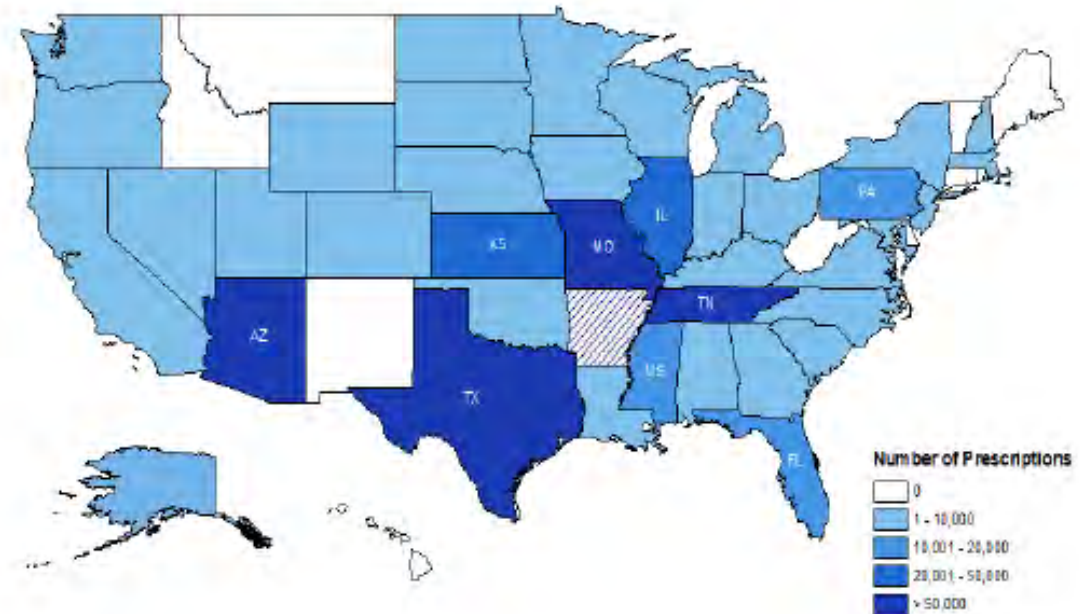 PA
IL
KS
MO
TN
AZ
MS
TX
FL
Number of Prescriptions
0
1 - 10,000
10,001 - 20,000
20,001 - 50,000
> 50,000